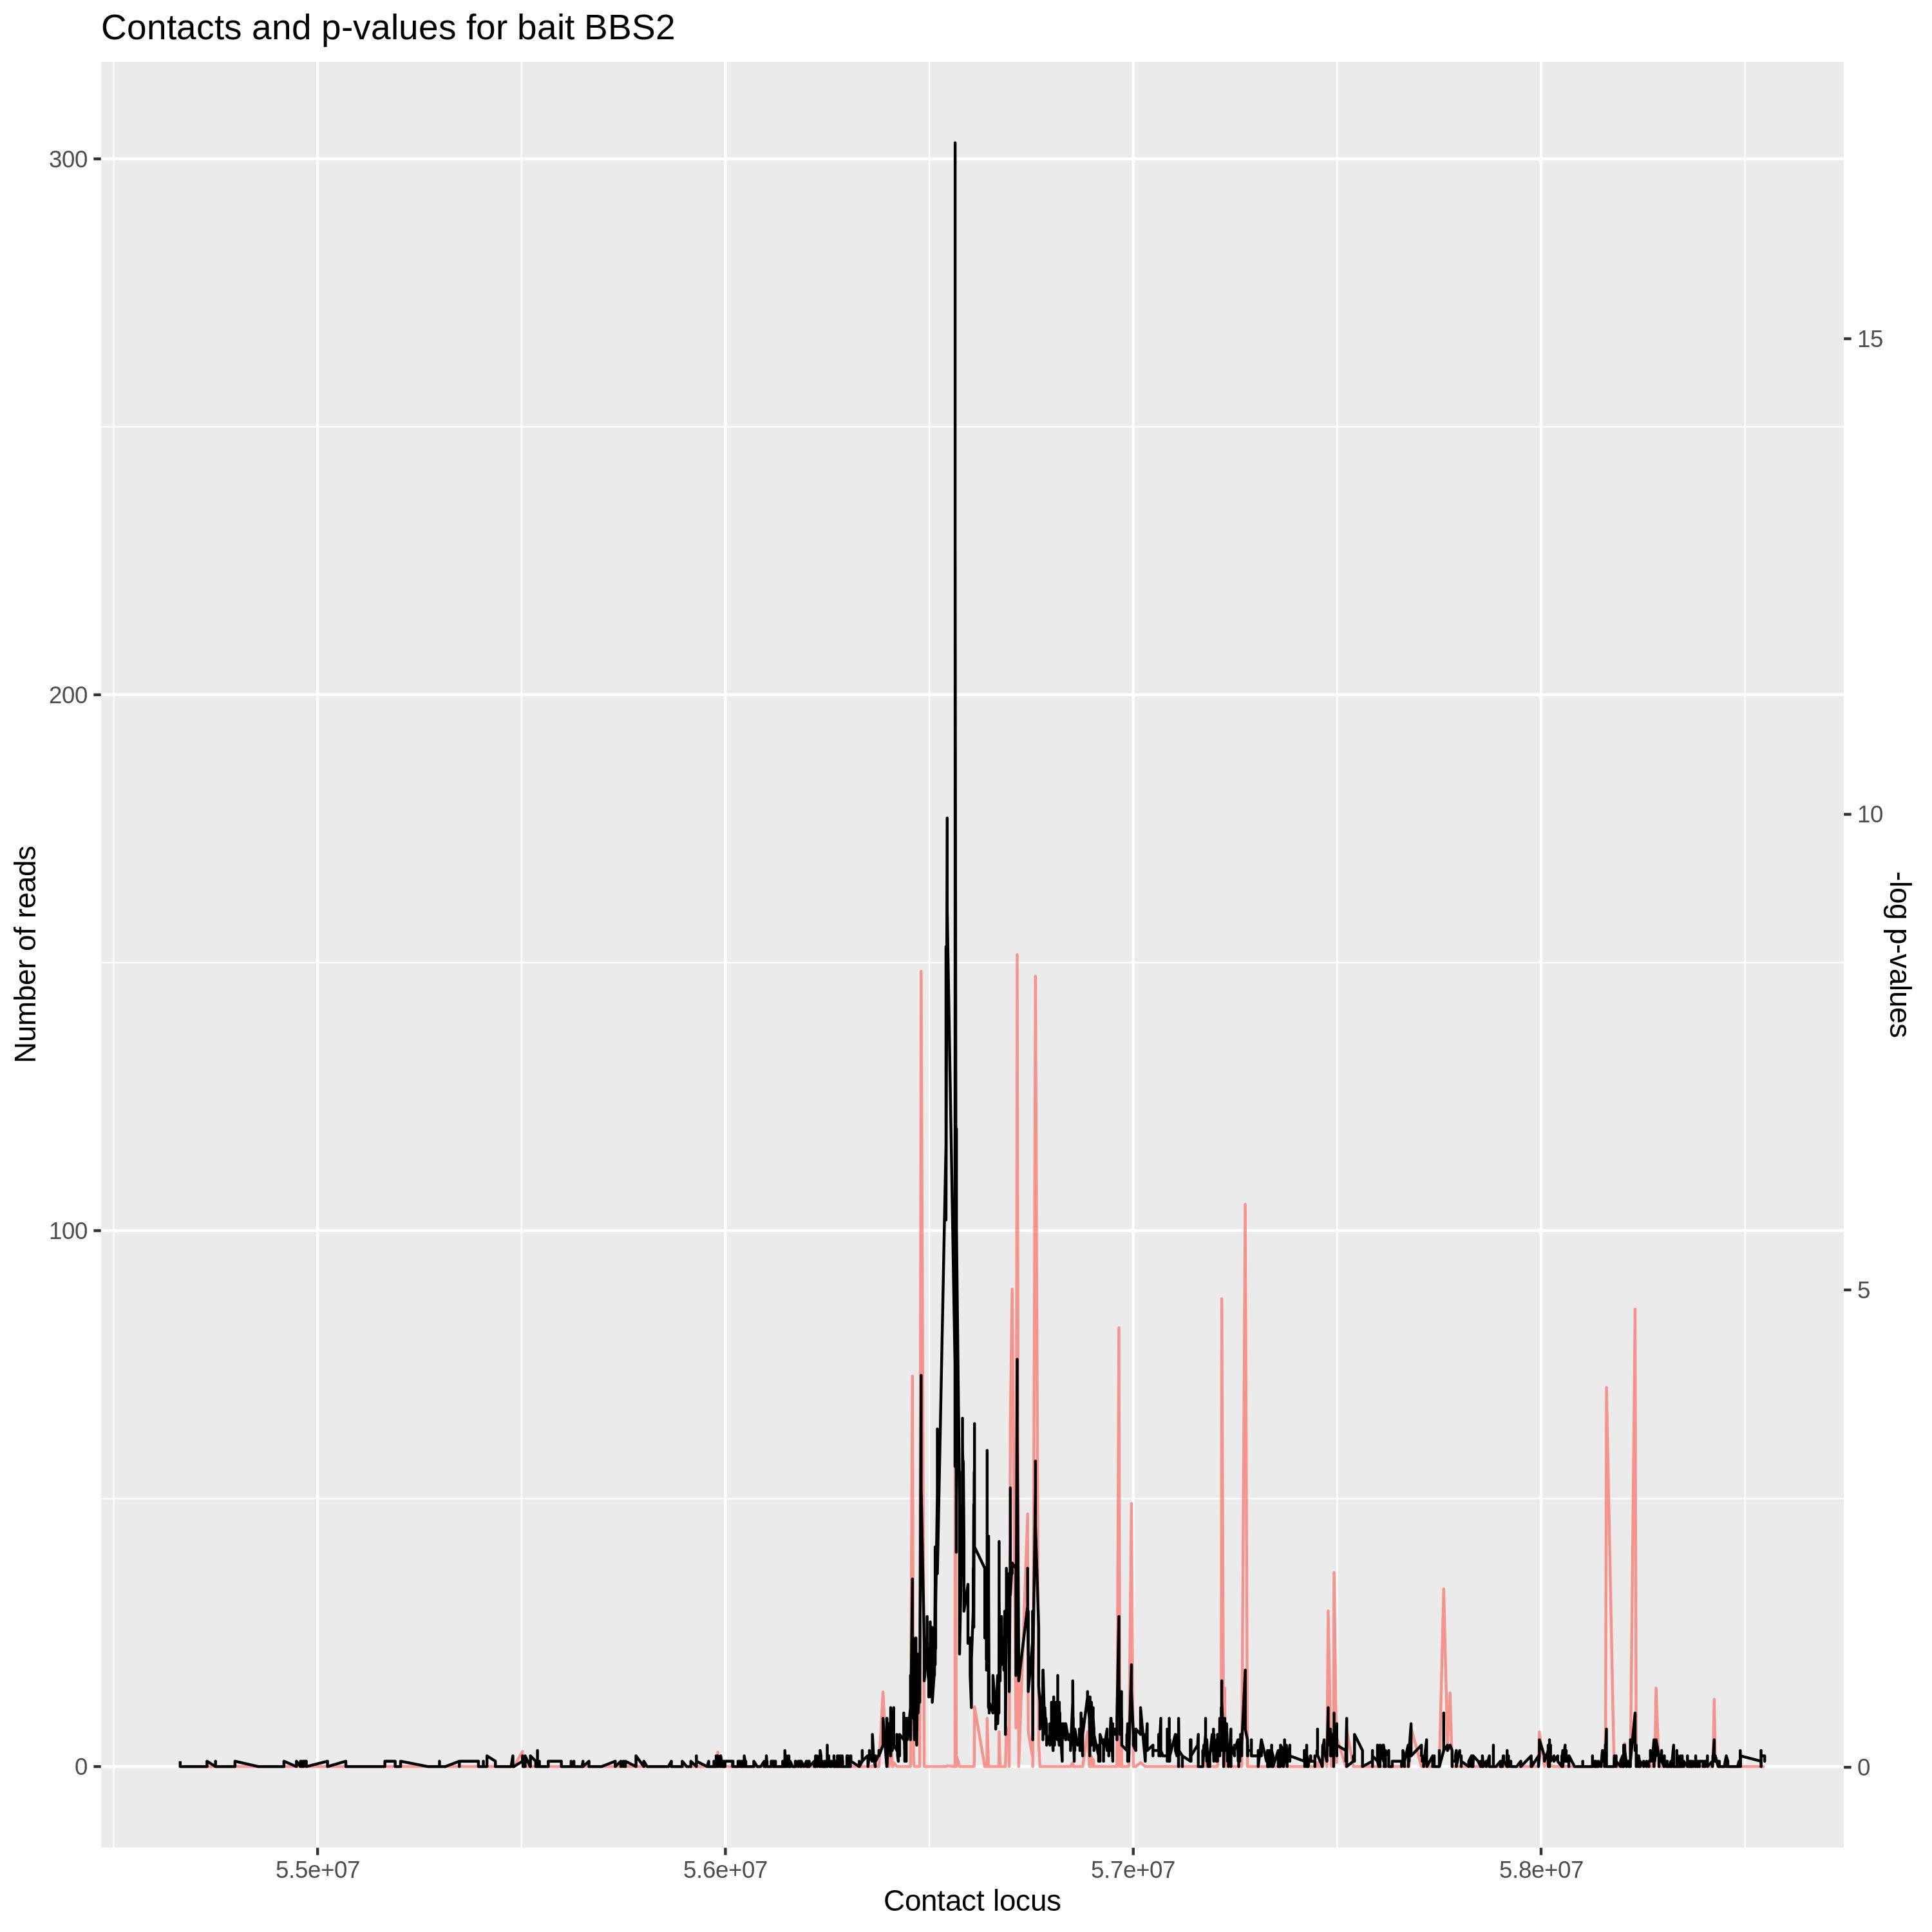 Contacts and p-values for bait BBS2
300
200
100
0
Number of reads
15
10
5
0
-log p-values
5.5e+07
5.6e+07
5.7e+07
5.8e+07
Contact locus